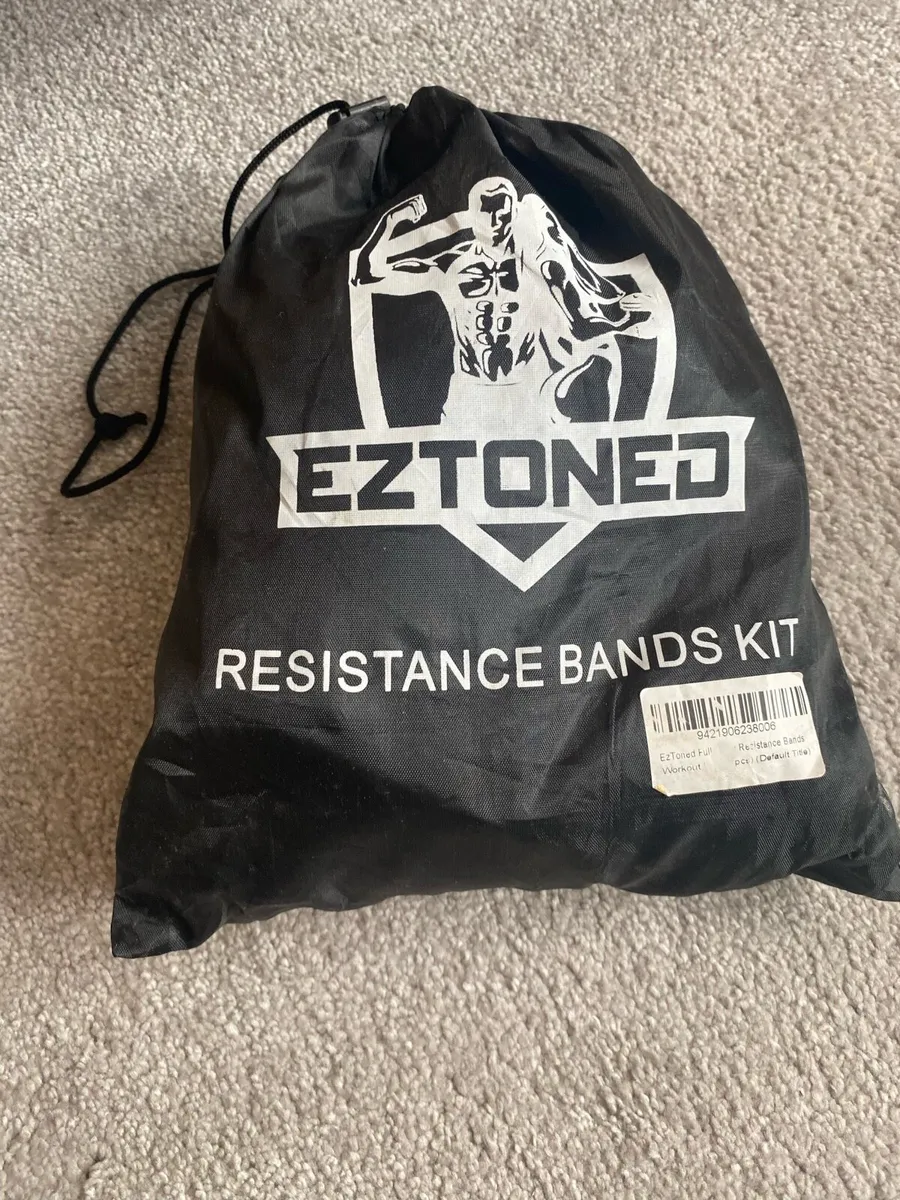 EZTONED
RESISTANCE BANDS KIT
9421906238006
EzToned Full Resistance Bands
Workout pcs) (Default Title)